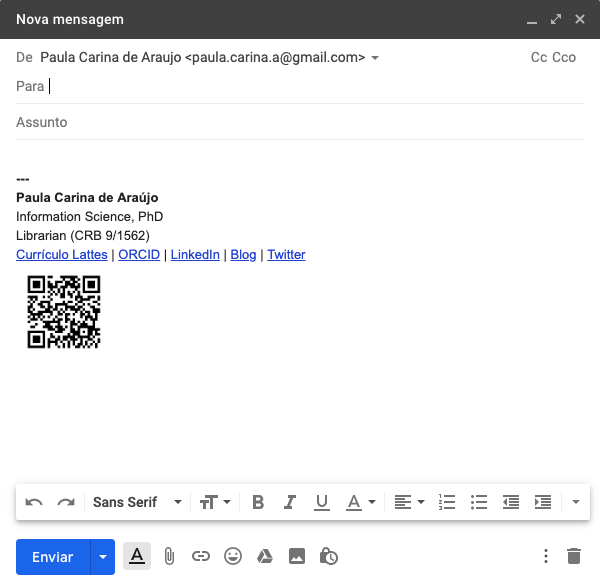 Nova mensagem
De Paula Carina de Araujo <paula.carina.a@gmail.com> Cc Cco
Para
Assunto
---
Paula Carina de Araújo
Information Science, PhD
Librarian (CRB 9/1562)
Currículo Lattes | ORCID | LinkedIn | Blog | Twitter
Sans Serif
Enviar